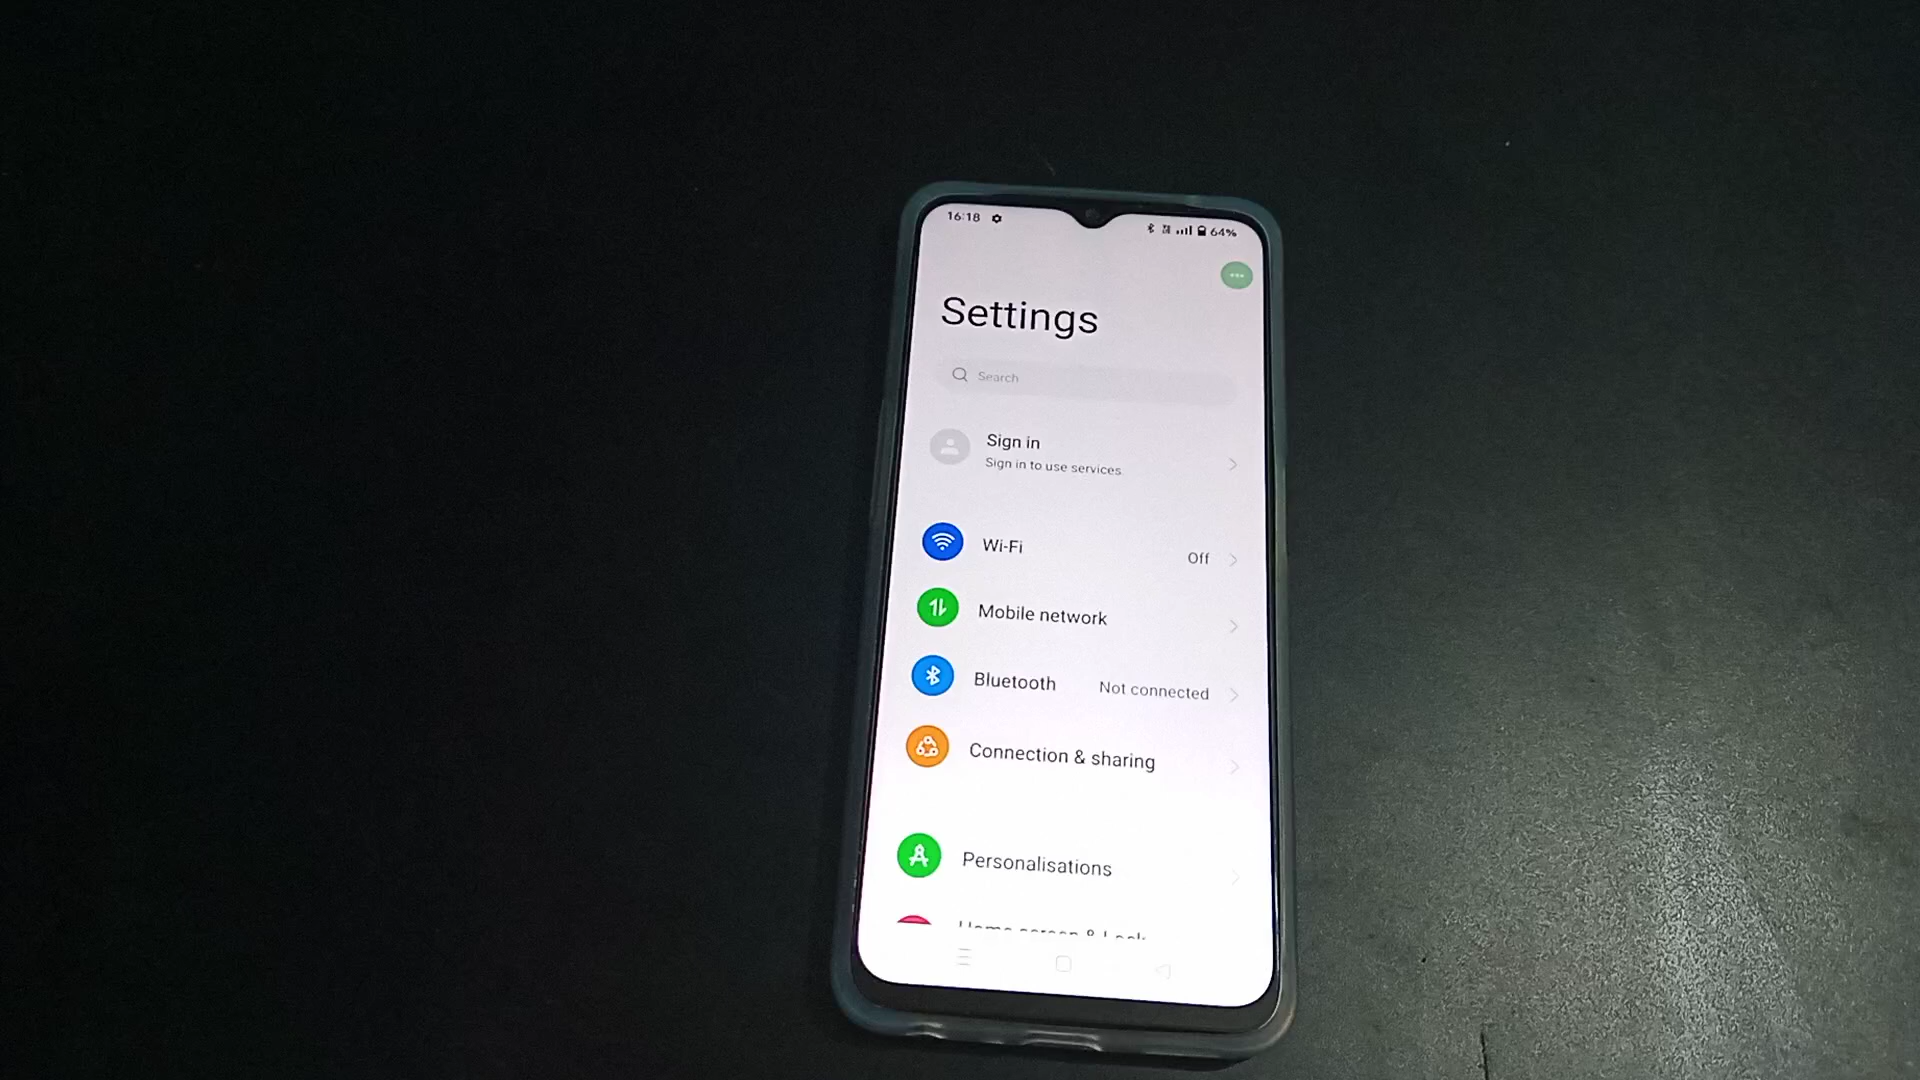 16:18 64%
Settings
Search
Sign in
Sign in to use services.
Wi-Fi Off
Mobile network
Bluetooth Not connected
Connection & sharing
Personalisations
Home screen & Lock